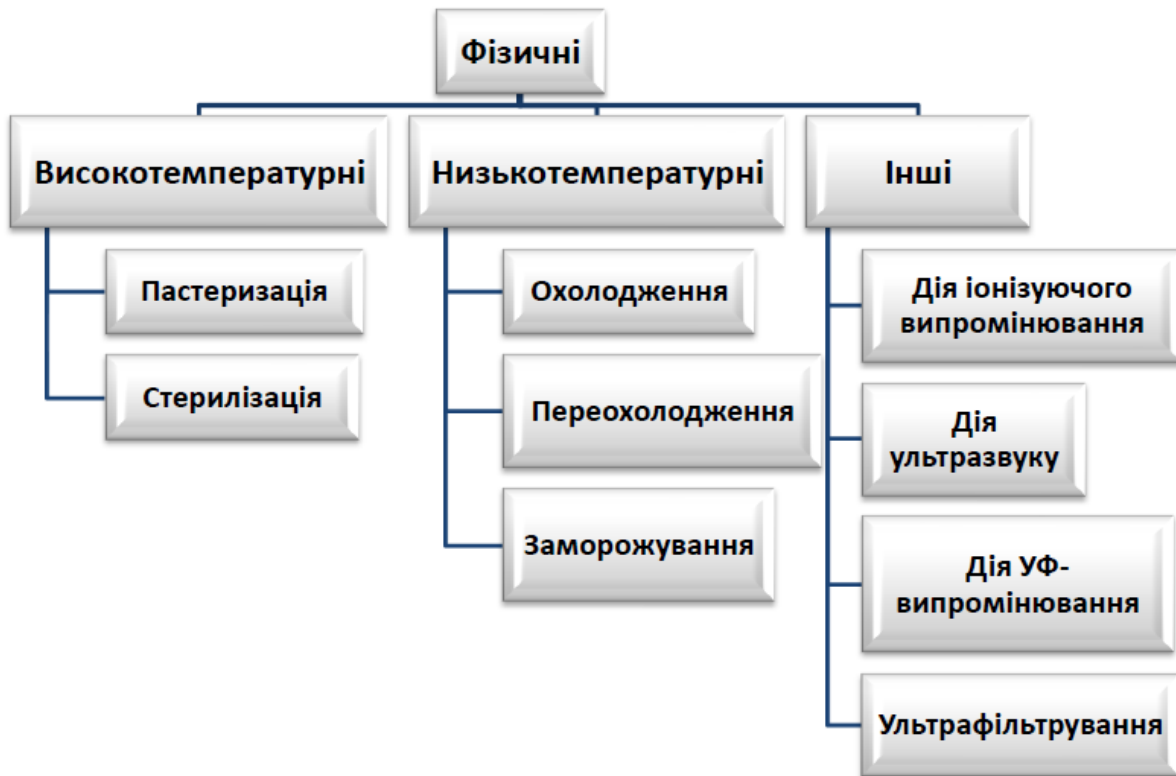 Фізичні
Високотемпературні
Пастеризація
Стерилізація
Низькотемпературні
Охолодження
Переохолодження
Заморожування
Інші
Дія іонізуючого
випромінювання
Дія
ультразвуку
Дія УФ-
випромінювання
Ультрафільтрування